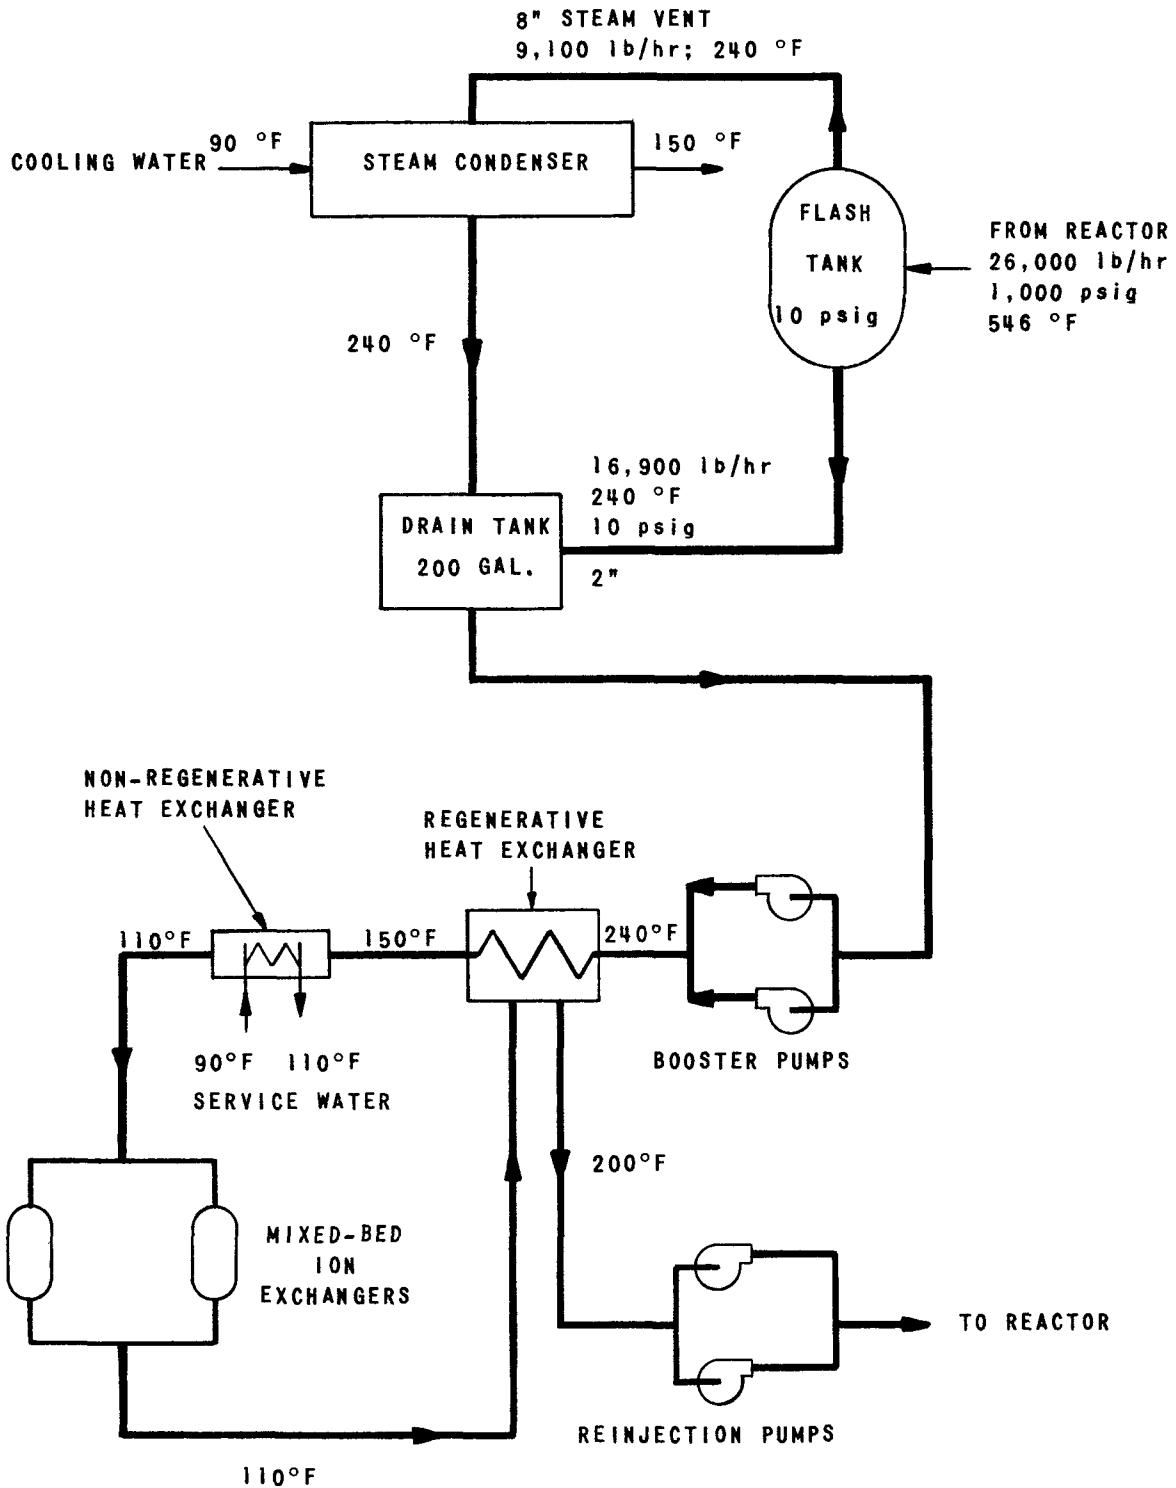 8" STEAM VENT
9,100 lb/hr; 240 °F
90 °F
COOLING WATER
STEAM CONDENSER
150 °F
FLASH
TANK
10 psig
FROM REACTOR
26,000 lb/hr
1,000 psig
546 °F
240 °F
16,900 lb/hr
240 °F
10 psig
2"
DRAIN TANK
200 GAL.
NON-REGENERATIVE
HEAT EXCHANGER
REGENERATIVE
HEAT EXCHANGER
110°F
150°F
240°F
90°F 110°F
SERVICE WATER
BOOSTER PUMPS
200°F
MIXED-BED
ION
EXCHANGERS
TO REACTOR
REINJECTION PUMPS
110°F